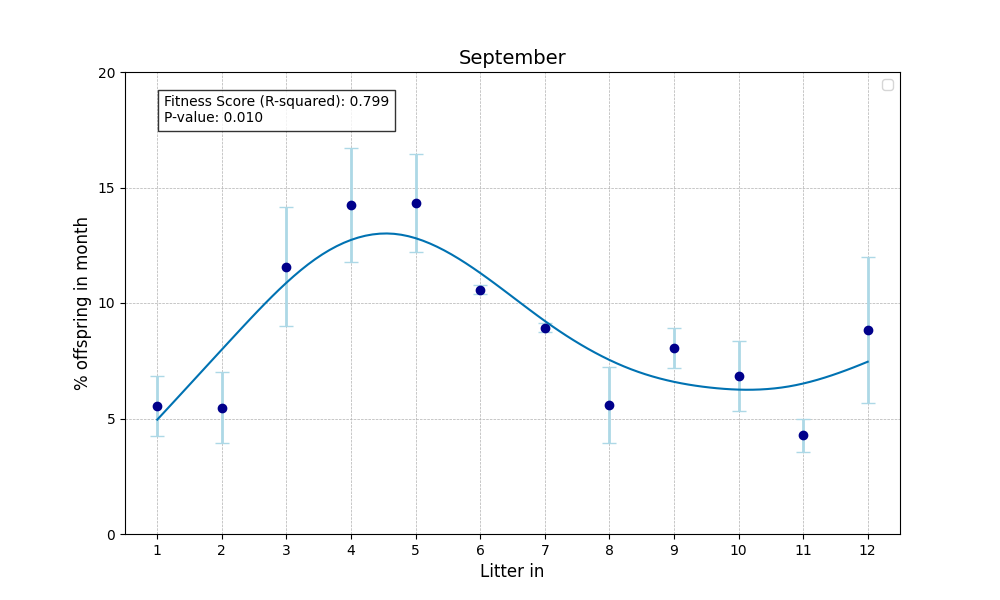 September
Fitness Score (R-squared): 0.799
P-value: 0.010
% offspring in month
20
15
10
5
0
1 2 3 4 5 6 7 8 9 10 11 12
Litter in